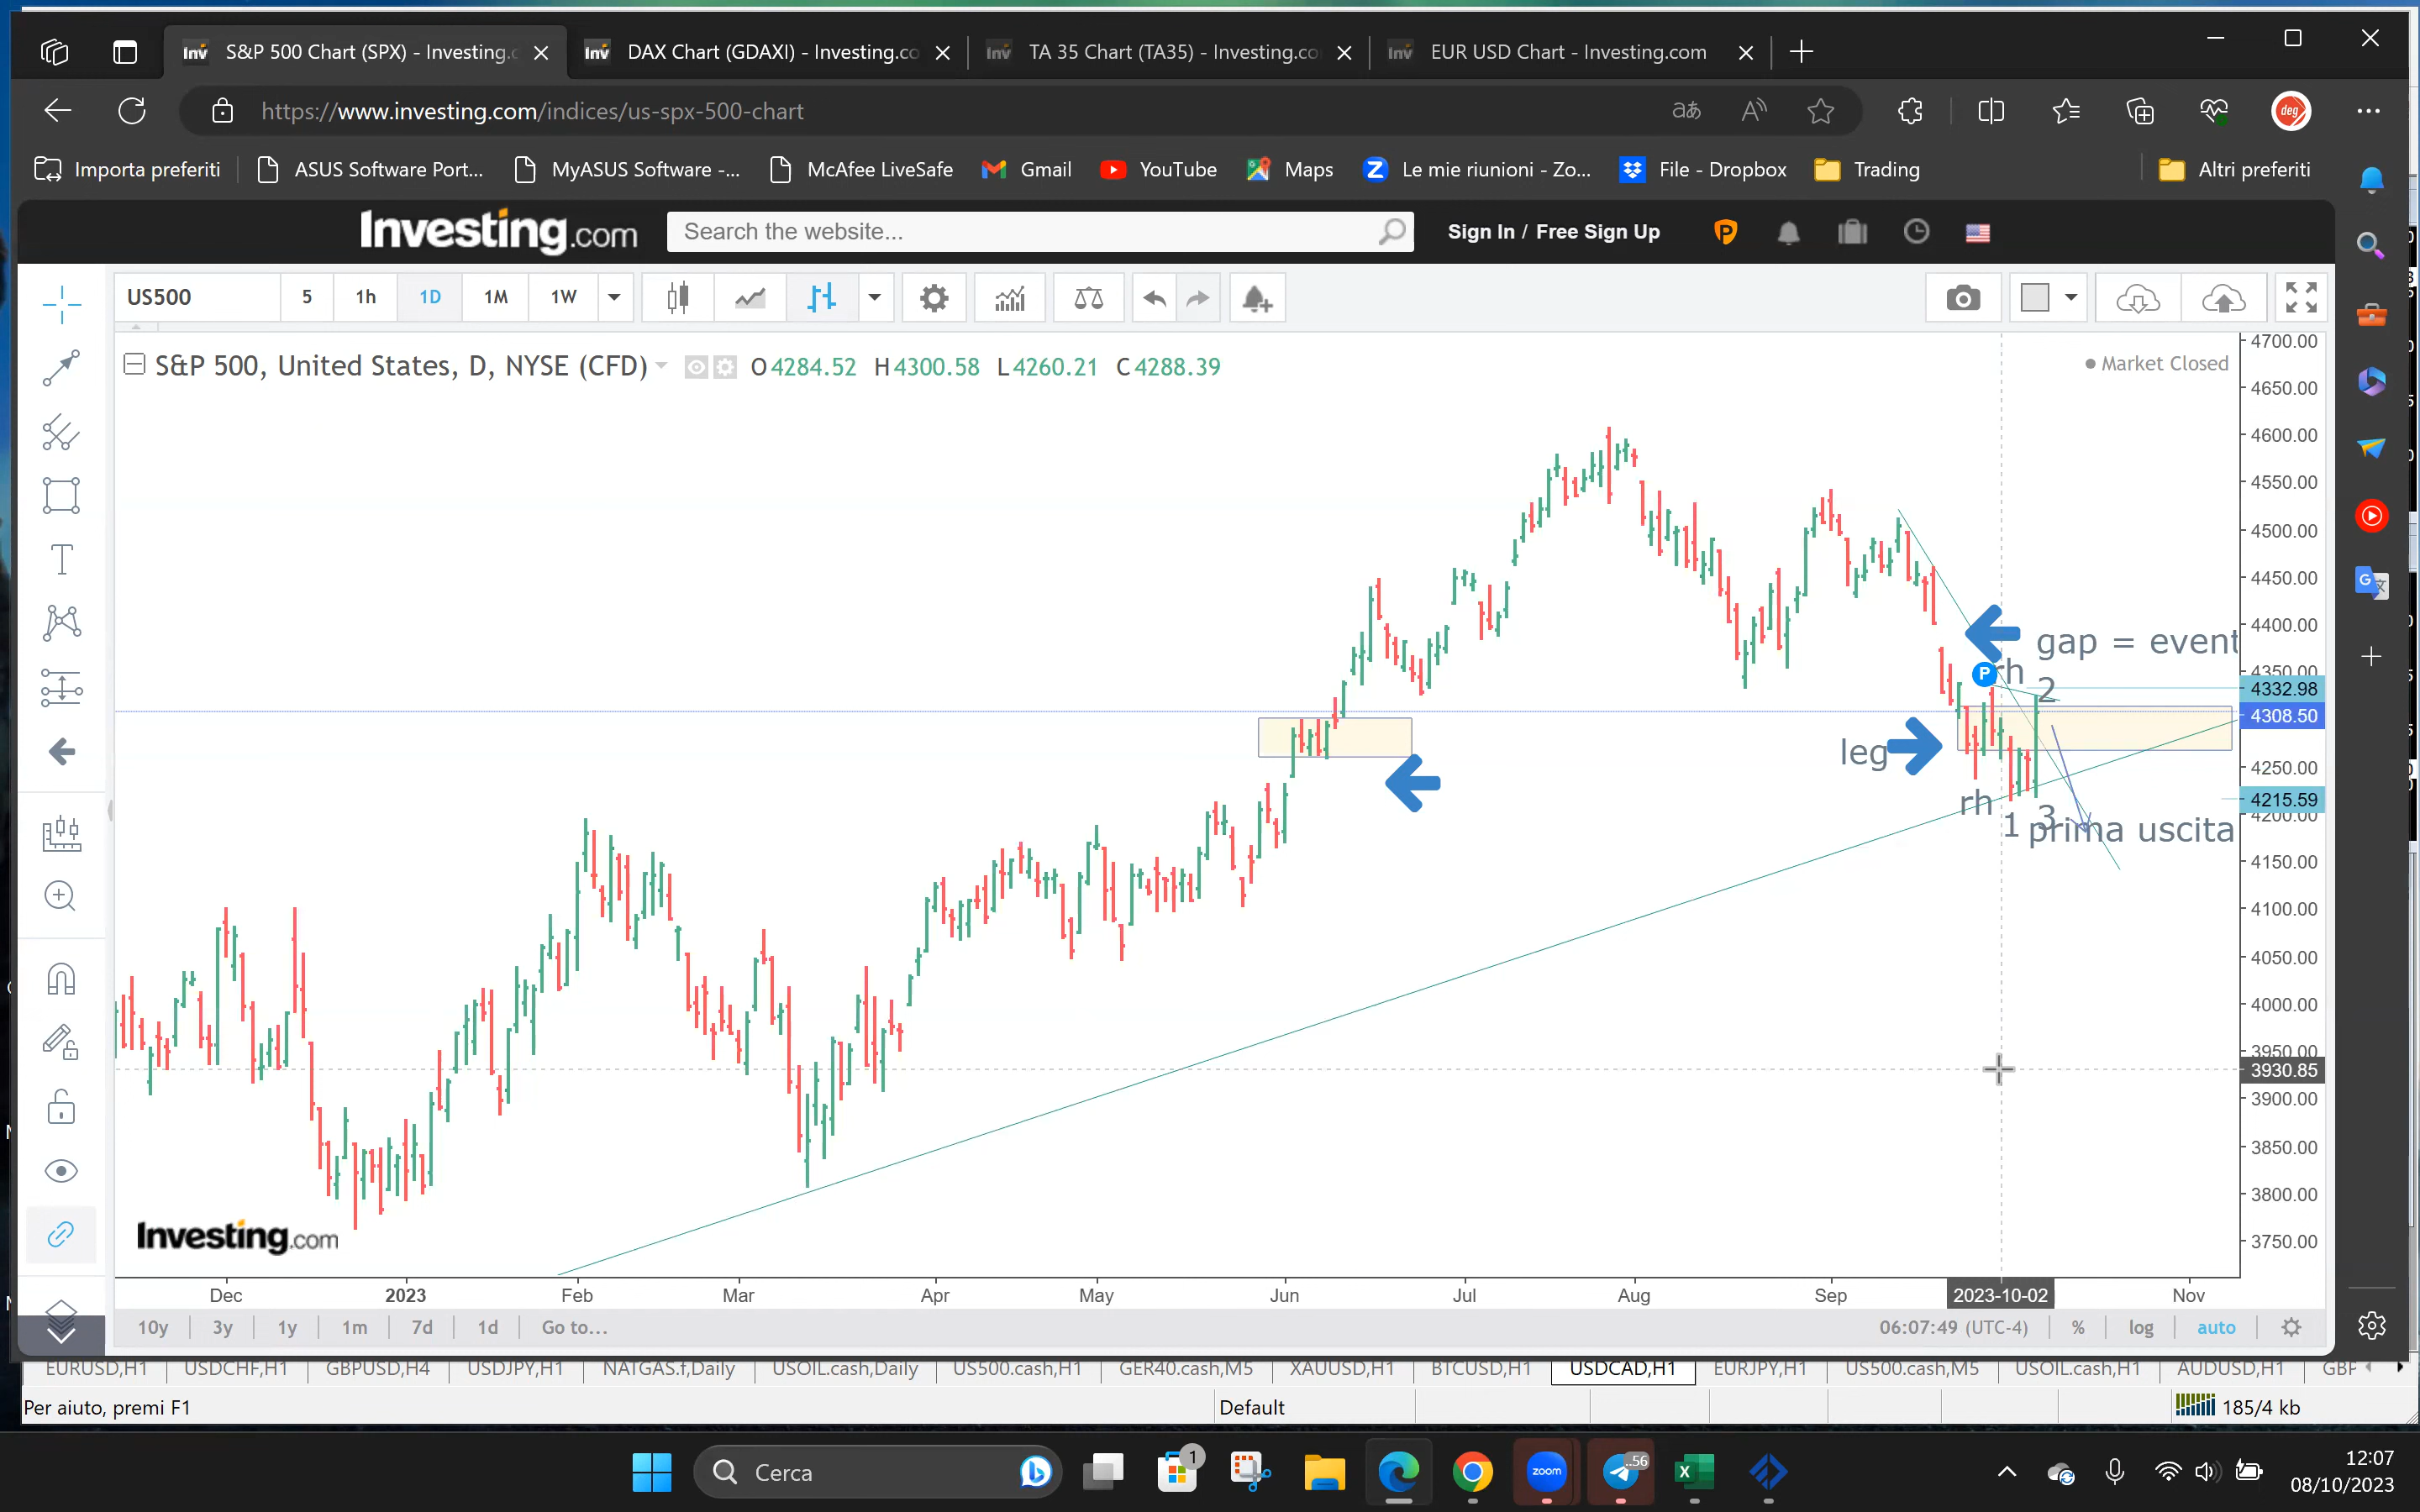 S&P 500 Chart (SPX) - Investing.c
DAX Chart (GDAXI) - Investing.co
TA 35 Chart (TA35) - Investing.co
EUR USD Chart - Investing.com
https://www.investing.com/indices/us-spx-500-chart
deg
Importa preferiti
ASUS Software Port...
MyASUS Software -...
McAfee LiveSafe
Gmail
YouTube
Maps
Le mie riunioni - Zo...
File - Dropbox
Trading
Altri preferiti
Investing.com
Search the website...
Sign In / Free Sign Up
US500
5
1h
1D
1M
1W
S&P 500, United States, D, NYSE (CFD)
O4284.52 H4300.58 L4260.21 C4288.39
Market Closed
4700.00
4650.00
4600.00
4550.00
4500.00
4450.00
4400.00
4350.00
4332.98
4308.50
4250.00
4215.59
4200.00
4150.00
4100.00
4050.00
4000.00
3950.00
3930.85
3900.00
3850.00
3800.00
3750.00
gap = event
P
rh
2
leg
rh
1
3
prima uscita
Investing.com
Dec
2023
Feb
Mar
Apr
May
Jun
Jul
Aug
Sep
2023-10-02
Nov
10y
3y
1y
1m
7d
1d
Go to...
06:07:49 (UTC-4)
%
log
auto
EURUSD,H1
USDCHF,H1
GBPUSD,H4
USDJPY,H1
NATGAS.f,Daily
USOIL.cash,Daily
US500.cash,H1
GER40.cash,M5
XAUUSD,H1
BTCUSD,H1
USDCAD,H1
EURJPY,H1
US500.cash,M5
USOIL.cash,H1
AUDUSD,H1
GBP
Per aiuto, premi F1
Default
185/4 kb
Cerca
1
zoom
..56
12:07
08/10/2023